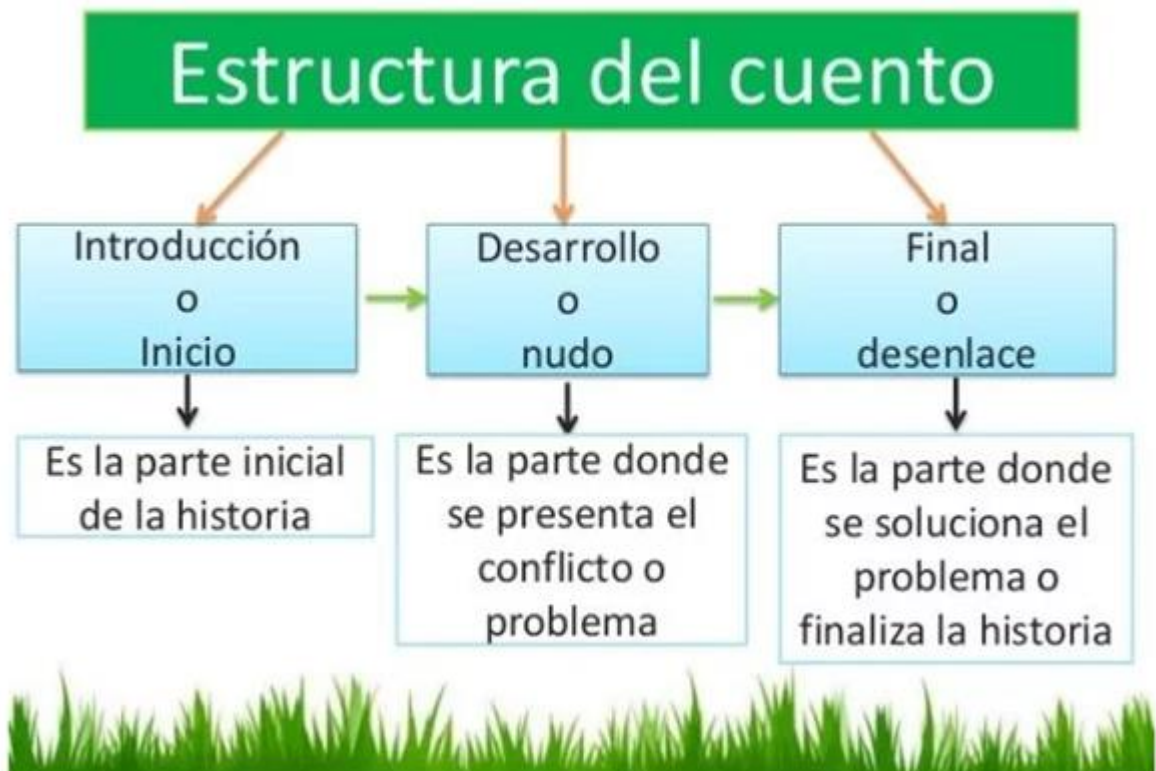 Estructura del cuento
Introducción
o
Inicio
Desarrollo
o
nudo
Final
o
desenlace
Es la parte inicial
de la historia
Es la parte donde
se presenta el
conflicto o
problema
Es la parte donde
se soluciona el
problema o
finaliza la historia